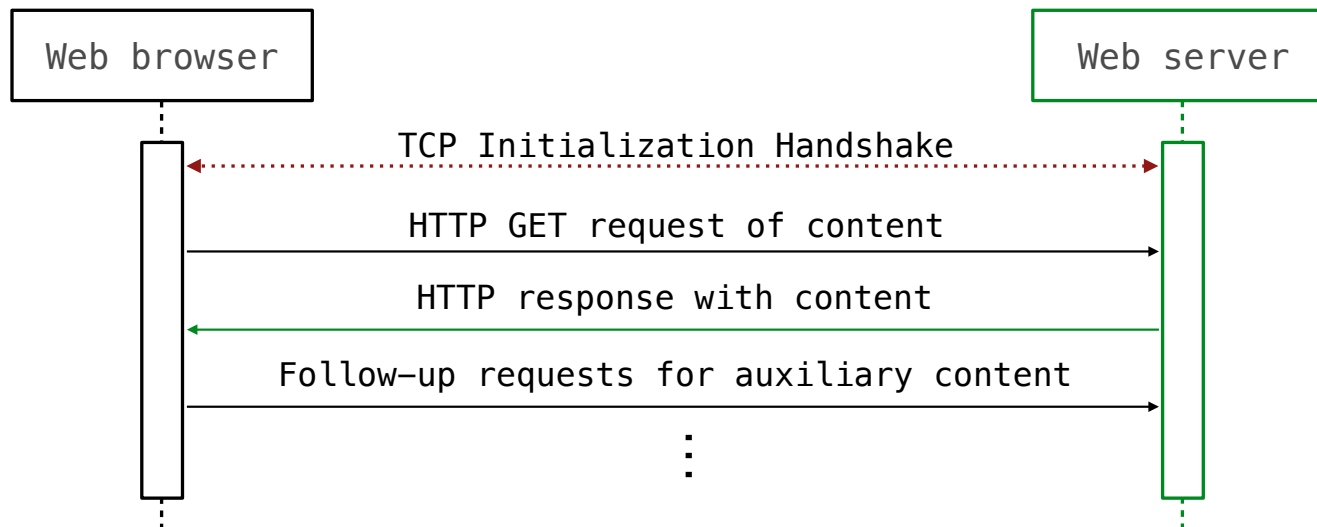 Web browser
Web server
TCP Initialization Handshake
HTTP GET request of content
HTTP response with content
Follow-up requests for auxiliary content